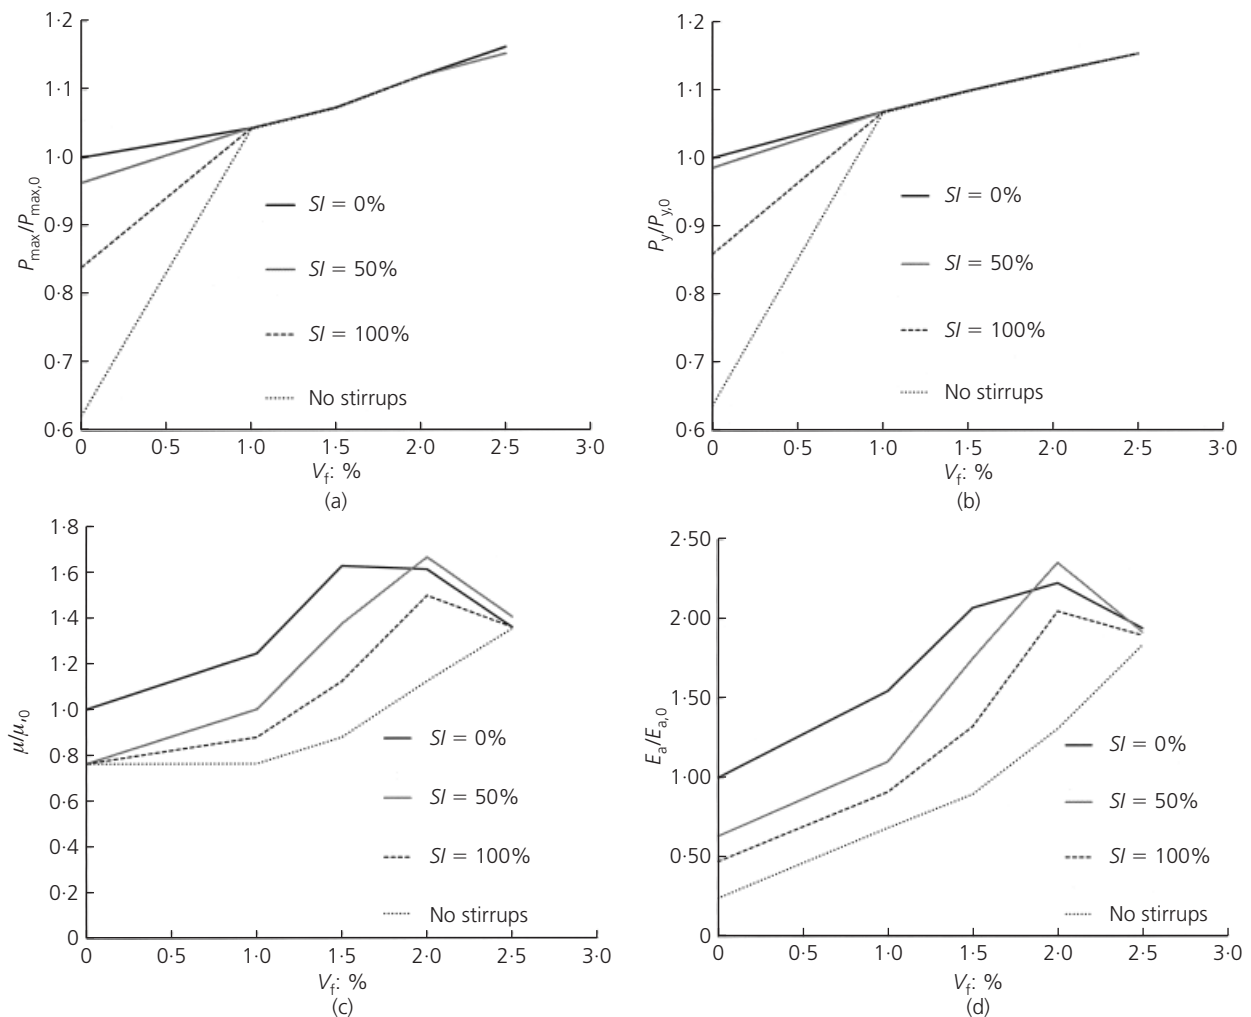 1·2
1·1
1·0
0·9
0·8
0·7
0·6
P_max/P_max,0
SI = 0%
SI = 50%
SI = 100%
No stirrups
0 0·5 1·0 1·5 2·0 2·5 3·0
V_f: %
(a)
1·2
1·1
1·0
0·9
0·8
0·7
0·6
P_y/P_y,0
SI = 0%
SI = 50%
SI = 100%
No stirrups
0 0·5 1·0 1·5 2·0 2·5 3·0
V_f: %
(b)
1·8
1·6
1·4
1·2
1·0
0·8
0·6
0·4
0·2
0
μ/μ,0
SI = 0%
SI = 50%
SI = 100%
No stirrups
0 0·5 1·0 1·5 2·0 2·5 3·0
V_f: %
(c)
2·50
2·00
1·50
1·00
0·50
0
E_a/E_a,0
SI = 0%
SI = 50%
SI = 100%
No stirrups
0 0·5 1·0 1·5 2·0 2·5 3·0
V_f: %
(d)